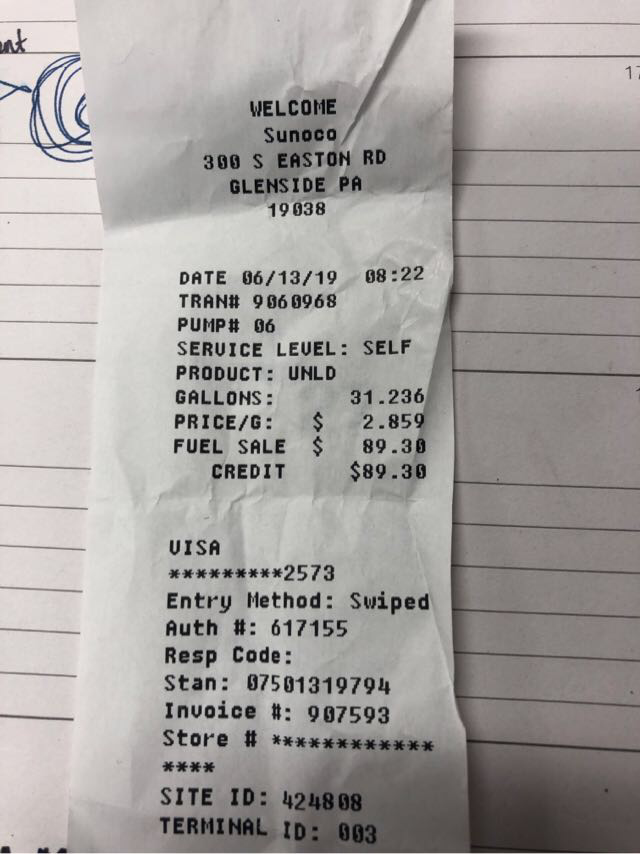 WELCOME
Sunoco
300 S EASTON RD
GLENSIDE PA
19038
DATE 06/13/19 08:22
TRAN# 9060968
PUMP# 06
SERVICE LEVEL: SELF
PRODUCT: UNLD
GALLONS: 31.236
PRICE/G: $ 2.859
FUEL SALE $ 89.30
CREDIT $89.30
VISA
*********2573
Entry Method: Swiped
Auth #: 617155
Resp Code:
Stan: 07501319794
Invoice #: 907593
Store # ************
****
SITE ID: 424808
TERMINAL ID: 003